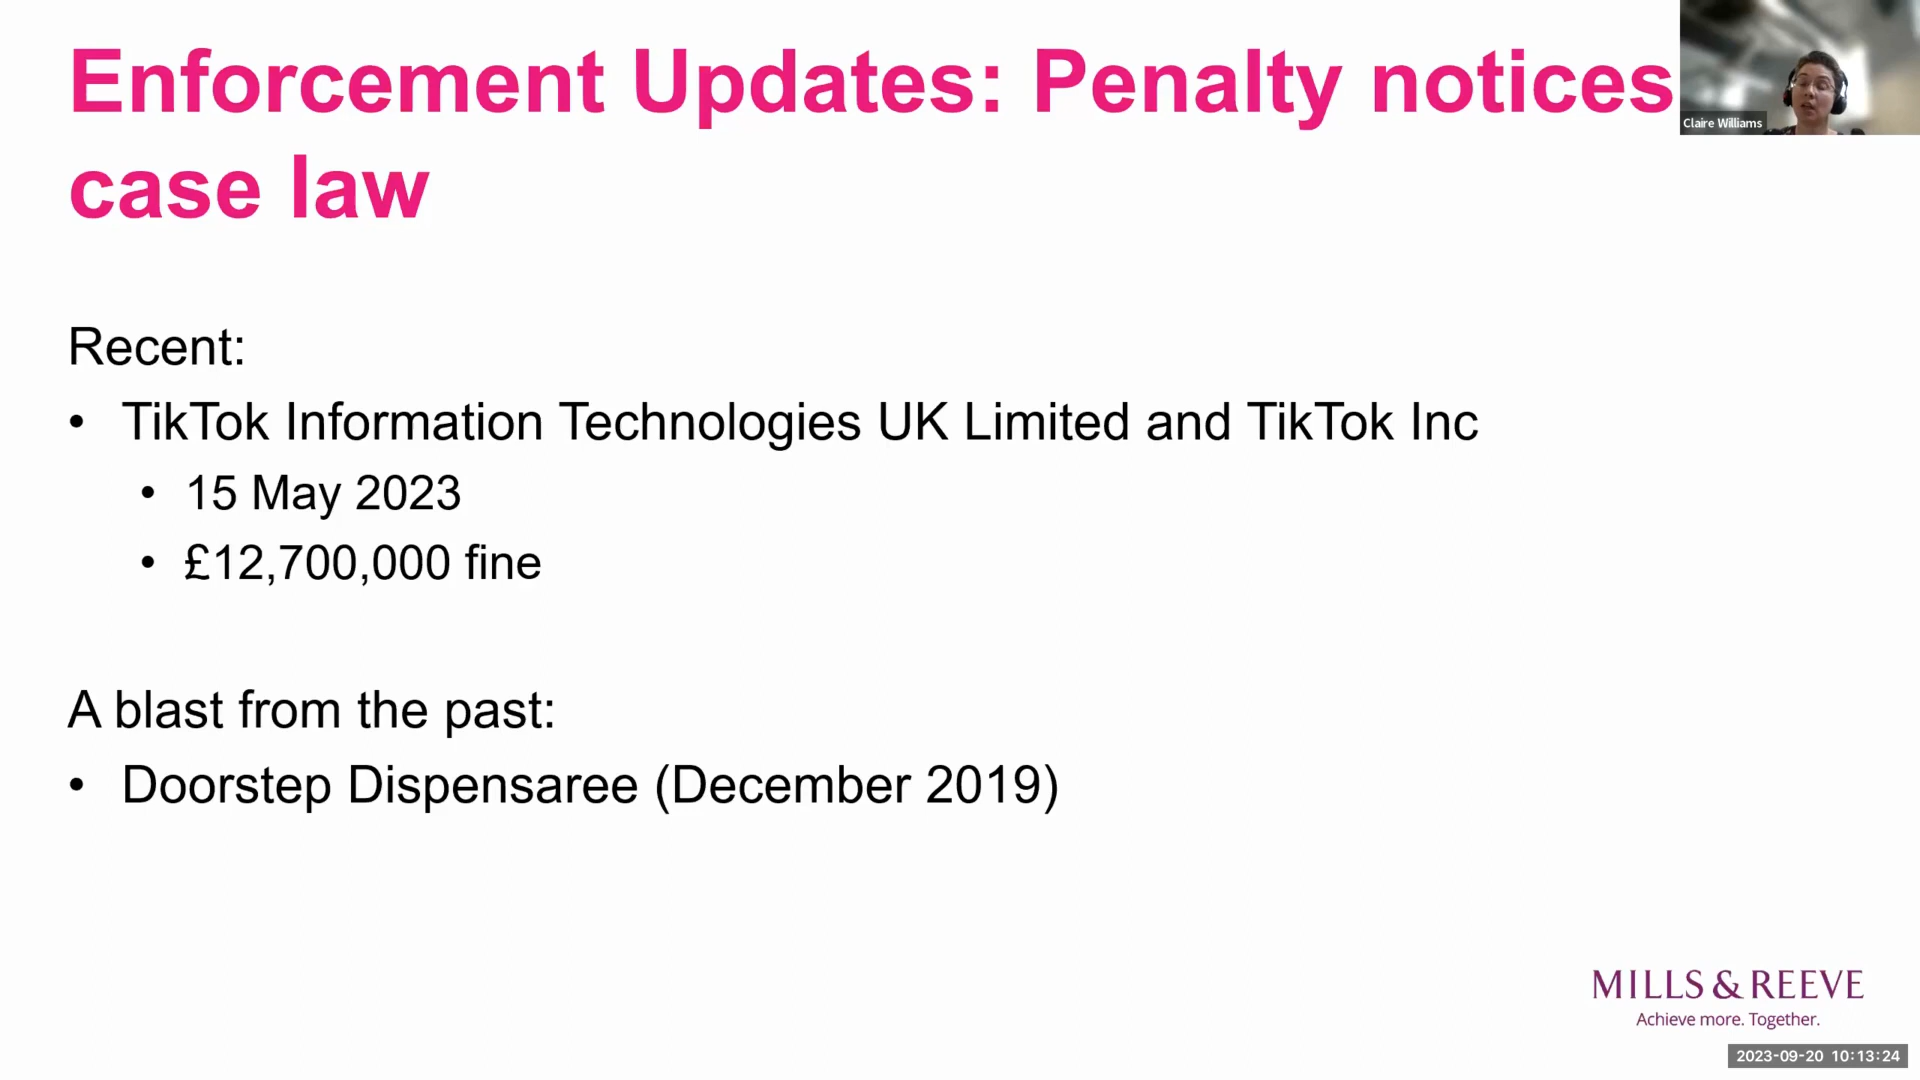 Enforcement Updates: Penalty notices
case law
Claire Williams
Recent:
• TikTok Information Technologies UK Limited and TikTok Inc
• 15 May 2023
• £12,700,000 fine
A blast from the past:
• Doorstep Dispensaree (December 2019)
MILLS & REEVE
Achieve more. Together.
2023-09-20 10:13:24